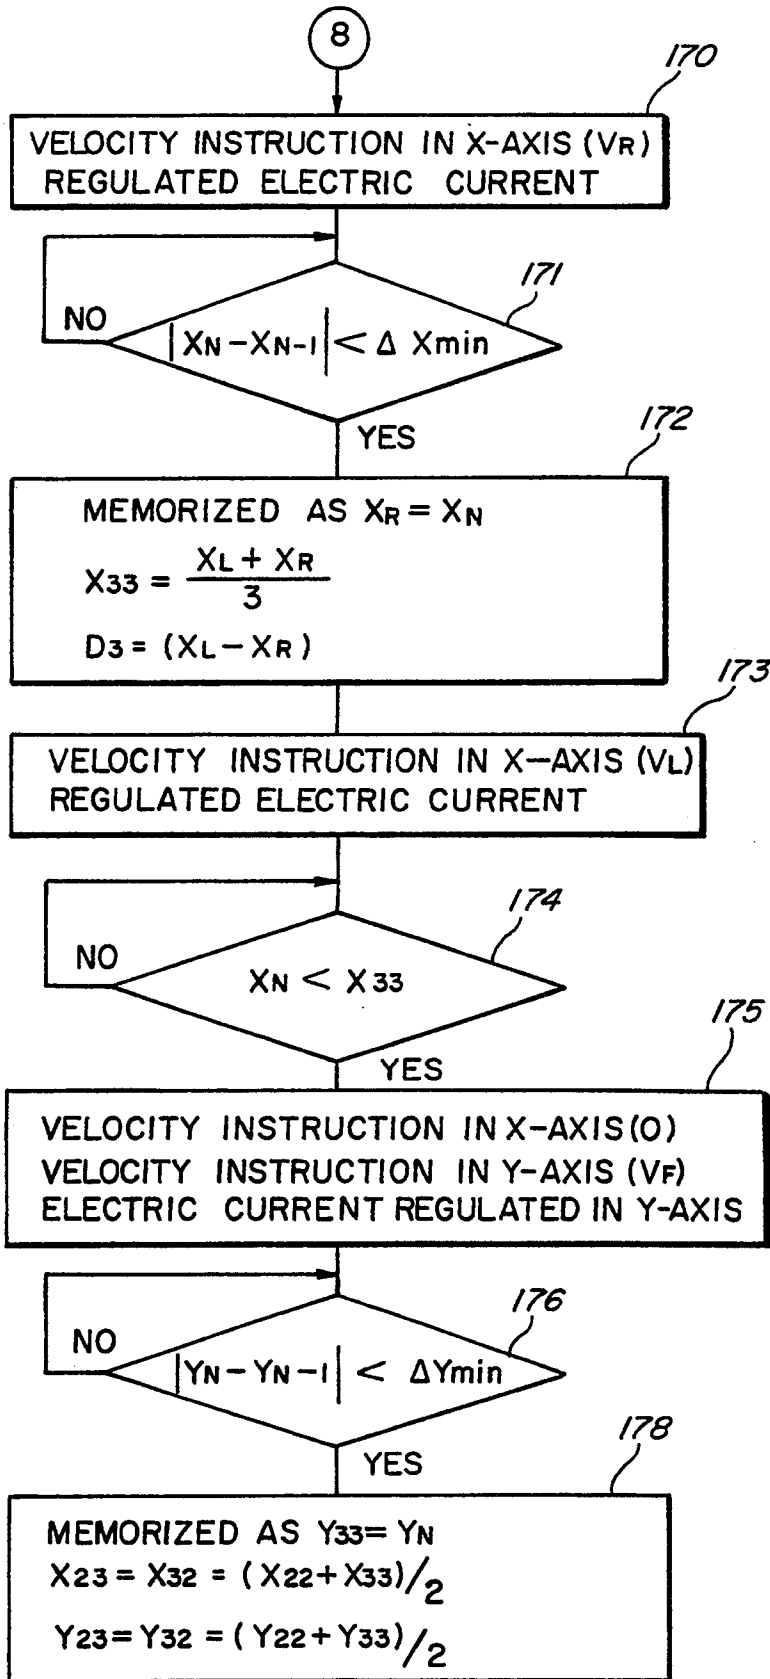 8
170
VELOCITY INSTRUCTION IN X-AXIS (VR)
REGULATED ELECTRIC CURRENT
171
NO
|XN-XN-1| < Δ Xmin
YES
172
MEMORIZED AS XR = XN
X33 = XL + XR / 3
D3 = (XL-XR)
173
VELOCITY INSTRUCTION IN X-AXIS (VL)
REGULATED ELECTRIC CURRENT
174
NO
XN < X33
YES
175
VELOCITY INSTRUCTION IN X-AXIS(0)
VELOCITY INSTRUCTION IN Y-AXIS (VF)
ELECTRIC CURRENT REGULATED IN Y-AXIS
176
NO
|YN-YN-1| < ΔYmin
YES
178
MEMORIZED AS Y33=YN
X23 = X32 = (X22+X33)/2
Y23=Y32 = (Y22+Y33)/2